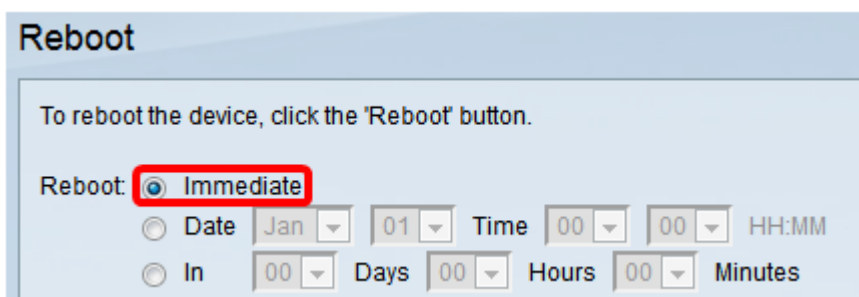 Reboot
To reboot the device, click the 'Reboot' button.
Reboot: Immediate
Date Jan 01 Time 00 00 HH:MM
In 00 Days 00 Hours 00 Minutes